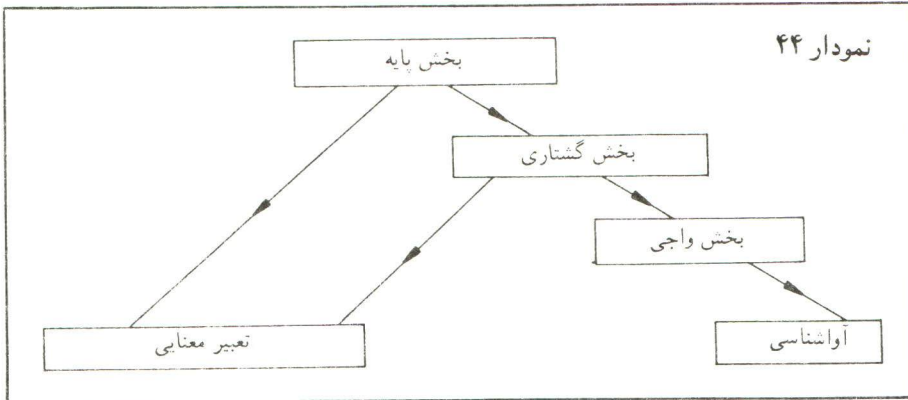 نمودار ۴۴
بخش پایه
بخش گشتاری
بخش واجی
آواشناسی
تعبیر معنایی